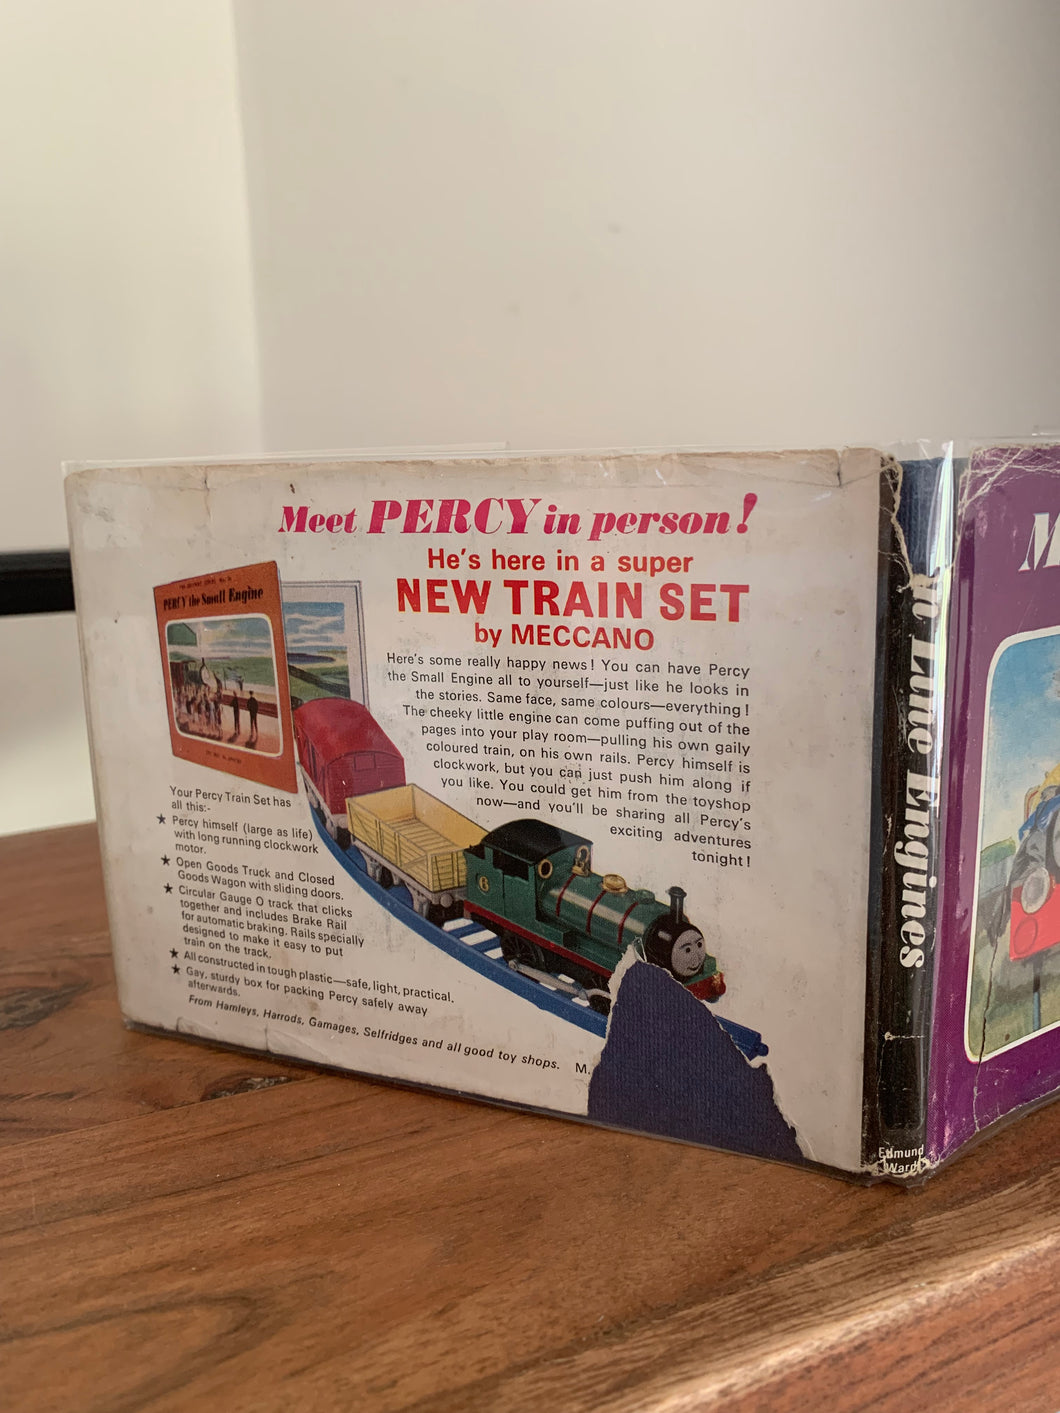 Meet PERCY in person!
He's here in a super
NEW TRAIN SET
by MECCANO
Here's some really happy news! You can have Percy
the Small Engine all to yourself—just like he looks in
the stories. Same face, same colours—everything!
The cheeky little engine can come puffing out of the
pages into your play room—pulling his own gaily
coloured train, on his own rails. Percy himself is
clockwork, but you can just push him along if
you like. You could get him from the toyshop
now—and you'll be sharing all Percy's
exciting adventures
tonight!
PERCY the Small Engine
Your Percy Train Set has
all this:-
★ Percy himself (large as life)
with long running clockwork
motor.
★ Open Goods Truck and Closed
Goods Wagon with sliding doors.
★ Circular Gauge O track that clicks
together and includes Brake Rail
for automatic braking. Rails specially
designed to make it easy to put
train on the track.
★ All constructed in tough plastic—safe, light, practical.
★ Gay, sturdy box for packing Percy safely away
afterwards.
From Hamleys, Harrods, Gamages, Selfridges and all good toy shops.
M.
6
Engines
Edmund
Ward
M